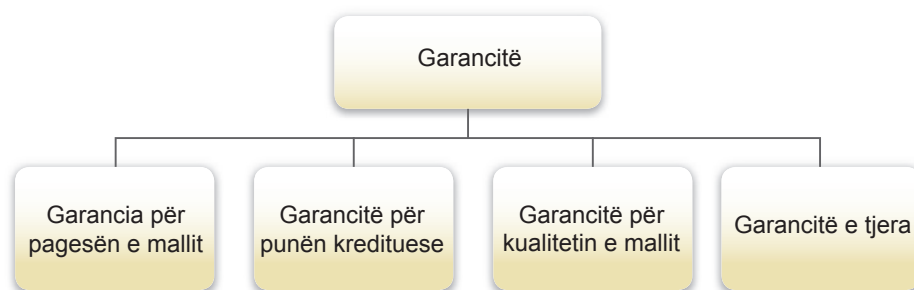 Garancitë
Garancia për
pagesën e mallit
Garancitë për
punën kredituese
Garancitë për
kualitetin e mallit
Garancitë e tjera